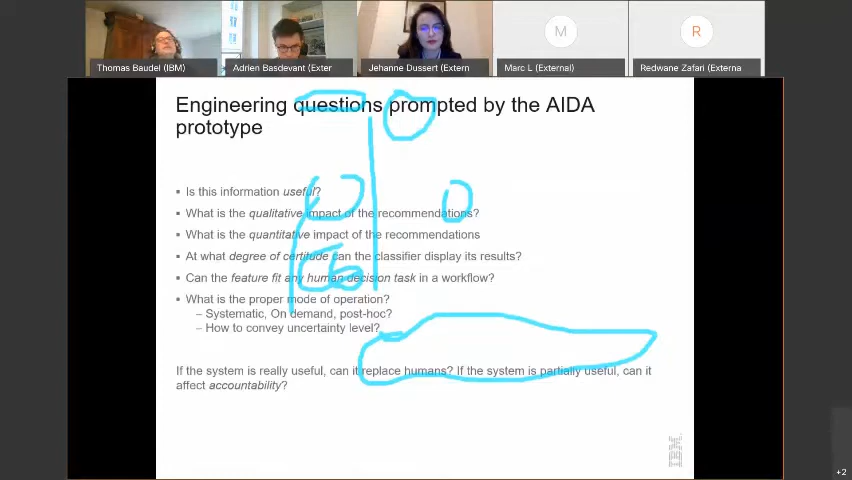 M
R
Thomas Baudel (IBM)
Adrien Basdevant (Exter
Jehanne Dussert (Extern
Marc L (External)
Redwane Zafari (Externa
Engineering questions prompted by the AIDA
prototype
▪ Is this information useful?
▪ What is the qualitative impact of the recommendations?
▪ What is the quantitative impact of the recommendations
▪ At what degree of certitude can the classifier display its results?
▪ Can the feature fit any human decision task in a workflow?
▪ What is the proper mode of operation?
– Systematic, On demand, post-hoc?
– How to convey uncertainty level?
If the system is really useful, can it replace humans? If the system is partially useful, can it
affect accountability?
IBM
+2